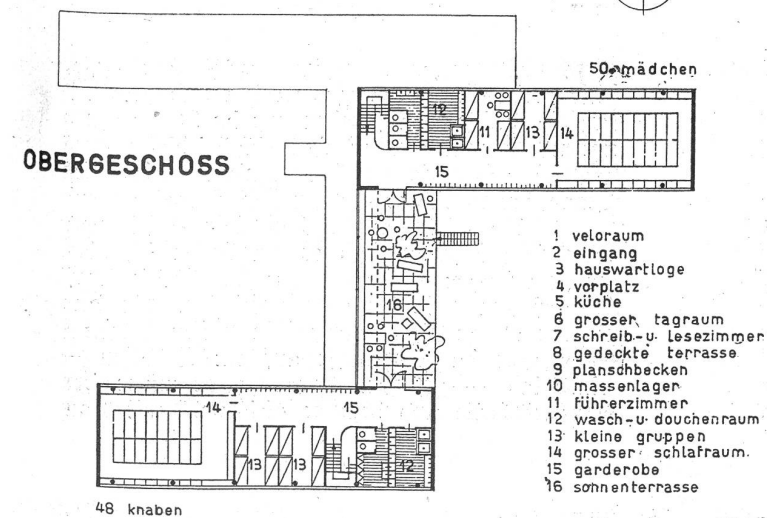 50 mädchen
12
11
13
14
15
OBERGESCHOSS
16
1 veloraum
2 eingang
3 hauswartloge
4 vorplatz
5 küche
6 grosser tagraum
7 schreib-u. lesezimmer
8 gedeckte terrasse
9 planschbecken
10 massenlager
11 führerzimmer
12 wasch-u. douchenraum
13 kleine gruppen
14 grosser schlafraum.
15 garderobe
16 sonnenterrasse
14
15
13
13
12
48 knaben